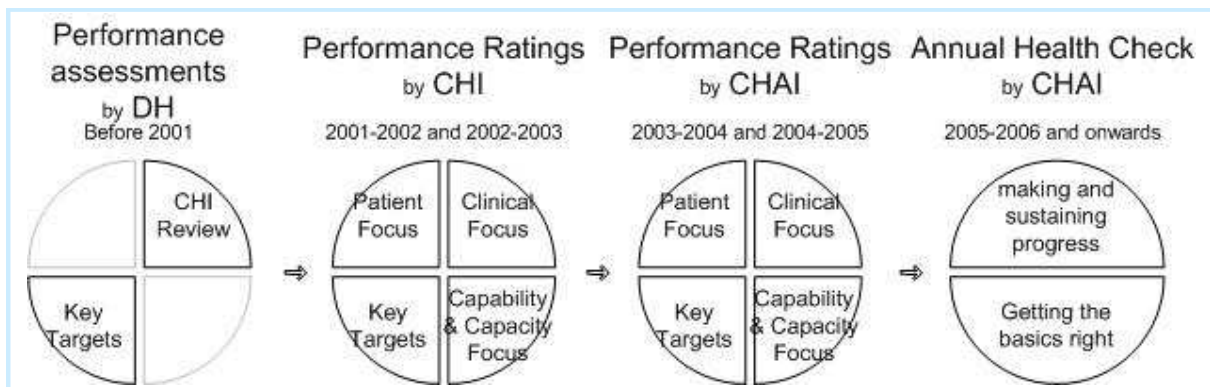 Performance
assessments
by DH
Before 2001
CHI
Review
Key
Targets
Performance Ratings
by CHI
2001-2002 and 2002-2003
Patient
Focus
Clinical
Focus
Key
Targets
Capability
& Capacity
Focus
Performance Ratings
by CHAI
2003-2004 and 2004-2005
Patient
Focus
Clinical
Focus
Key
Targets
Capability
& Capacity
Focus
Annual Health Check
by CHAI
2005-2006 and onwards
making and
sustaining
progress
Getting the
basics right